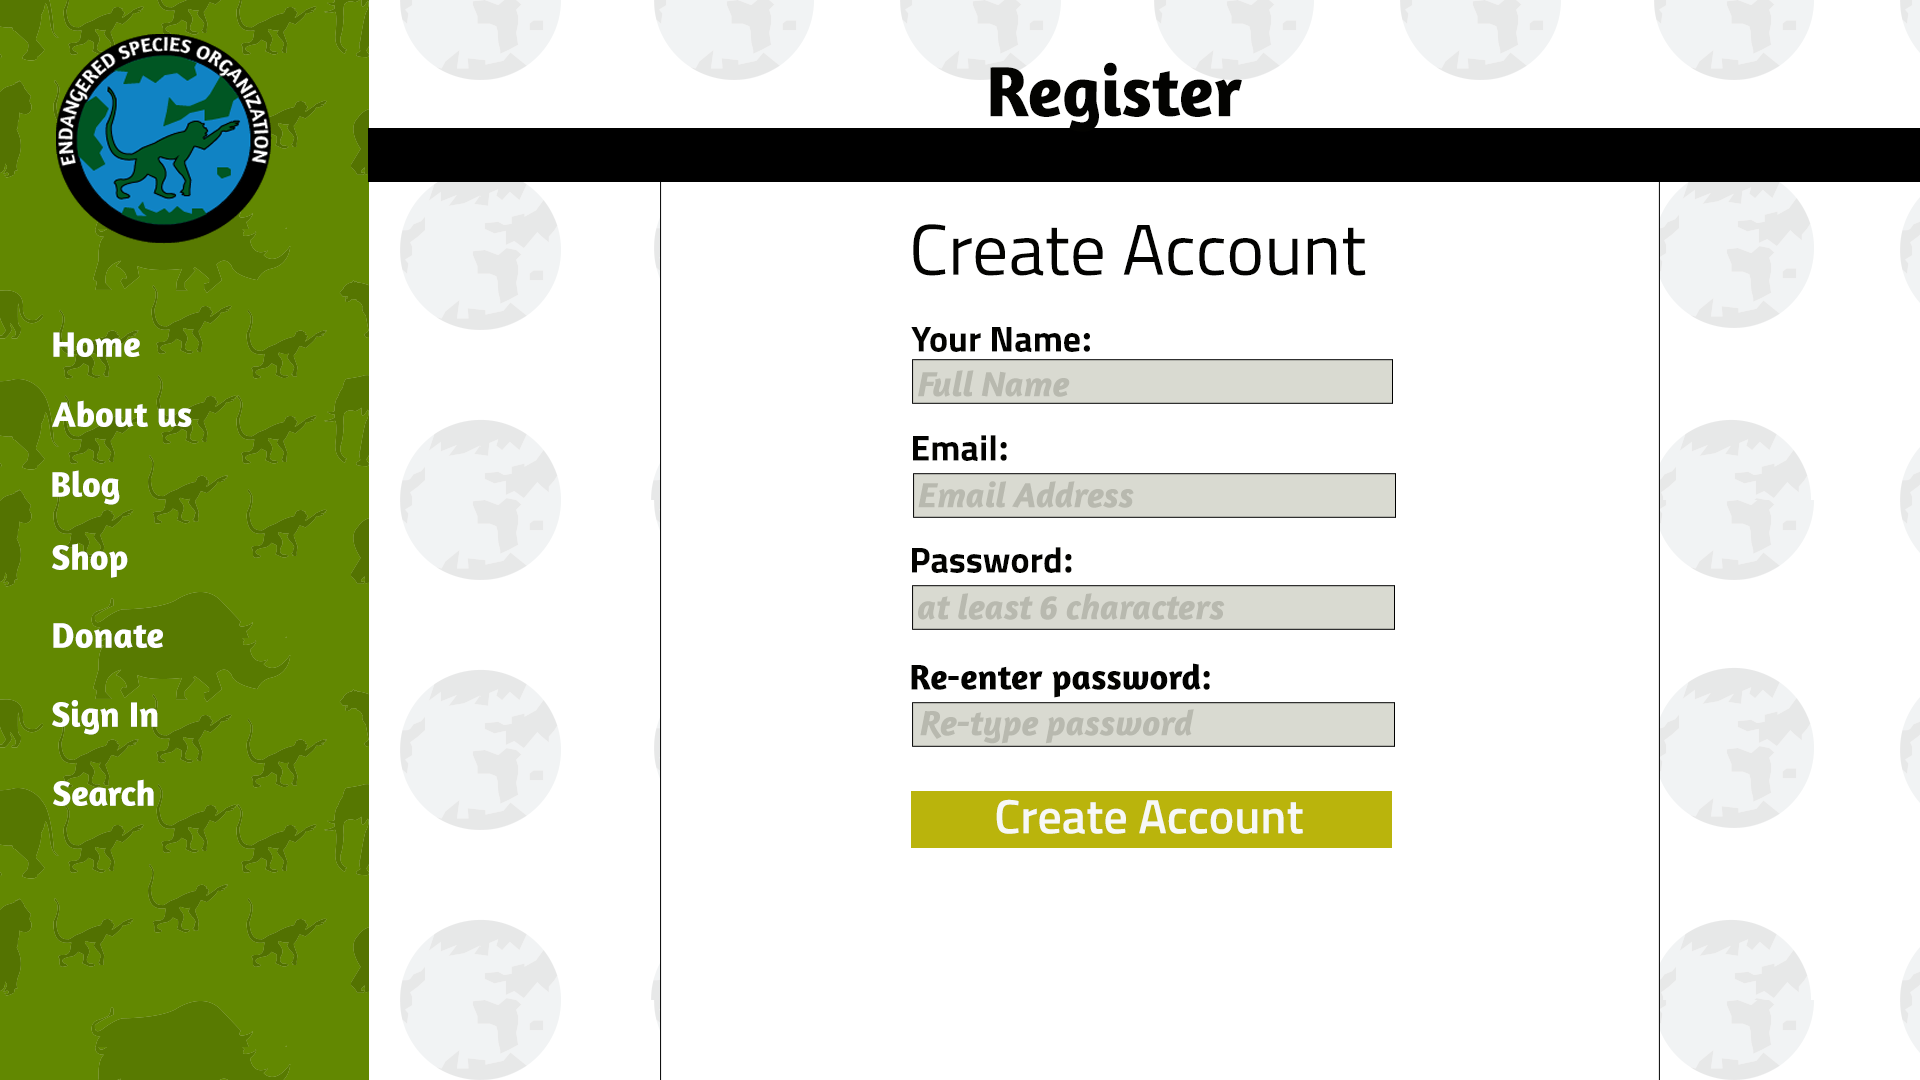 ENDANGERED SPECIES ORGANIZATION
Home
About us
Blog
Shop
Donate
Sign In
Search
Register
Create Account
Your Name:
Full Name
Email:
Email Address
Password:
at least 6 characters
Re-enter password:
Re-type password
Create Account